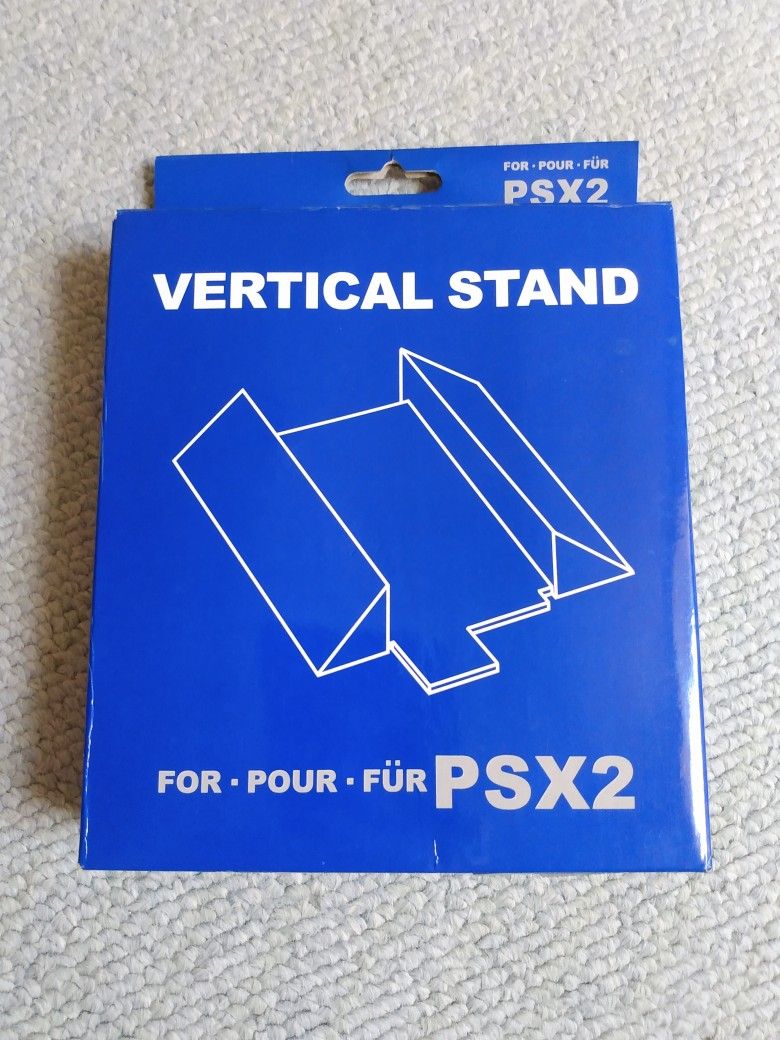 FOR · POUR · FÜR
PSX2
VERTICAL STAND
FOR · POUR · FÜR PSX2